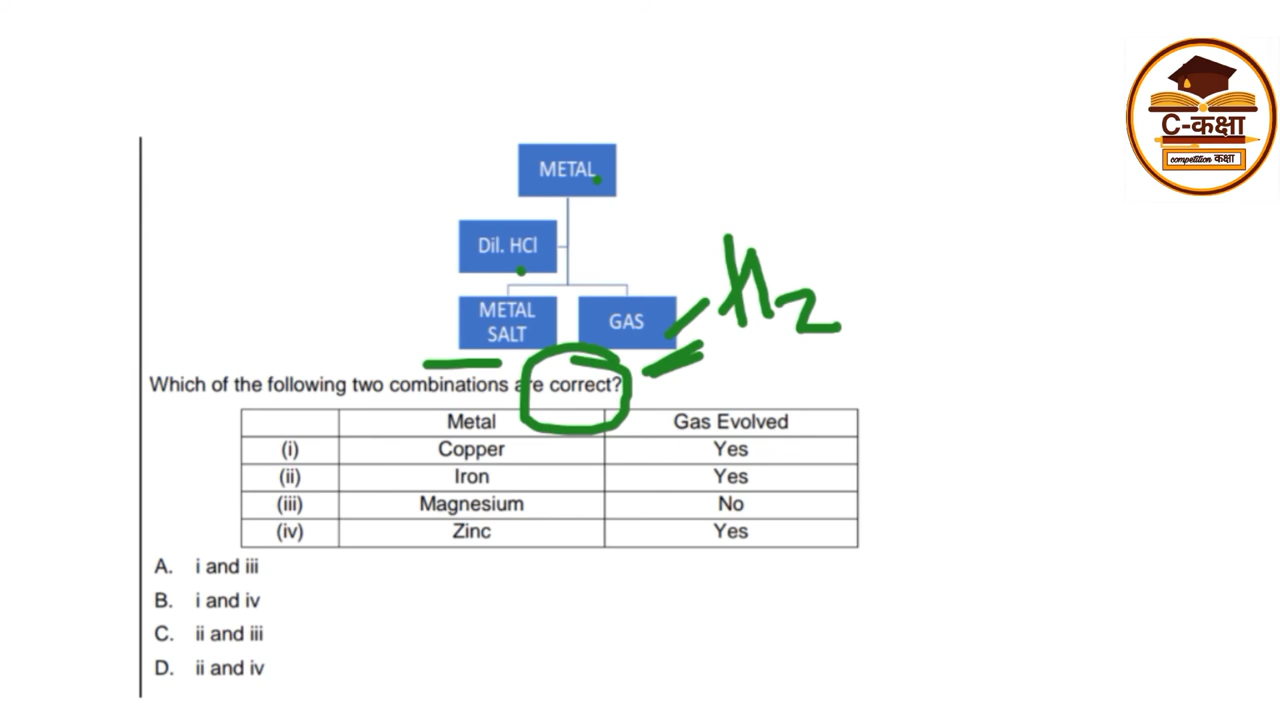 C-कक्षा
competition कक्षा
METAL
Dil. HCl
METAL
SALT
GAS
H2
Which of the following two combinations are correct?
Metal Gas Evolved
(i) Copper Yes
(ii) Iron Yes
(iii) Magnesium No
(iv) Zinc Yes
A. i and iii
B. i and iv
C. ii and iii
D. ii and iv